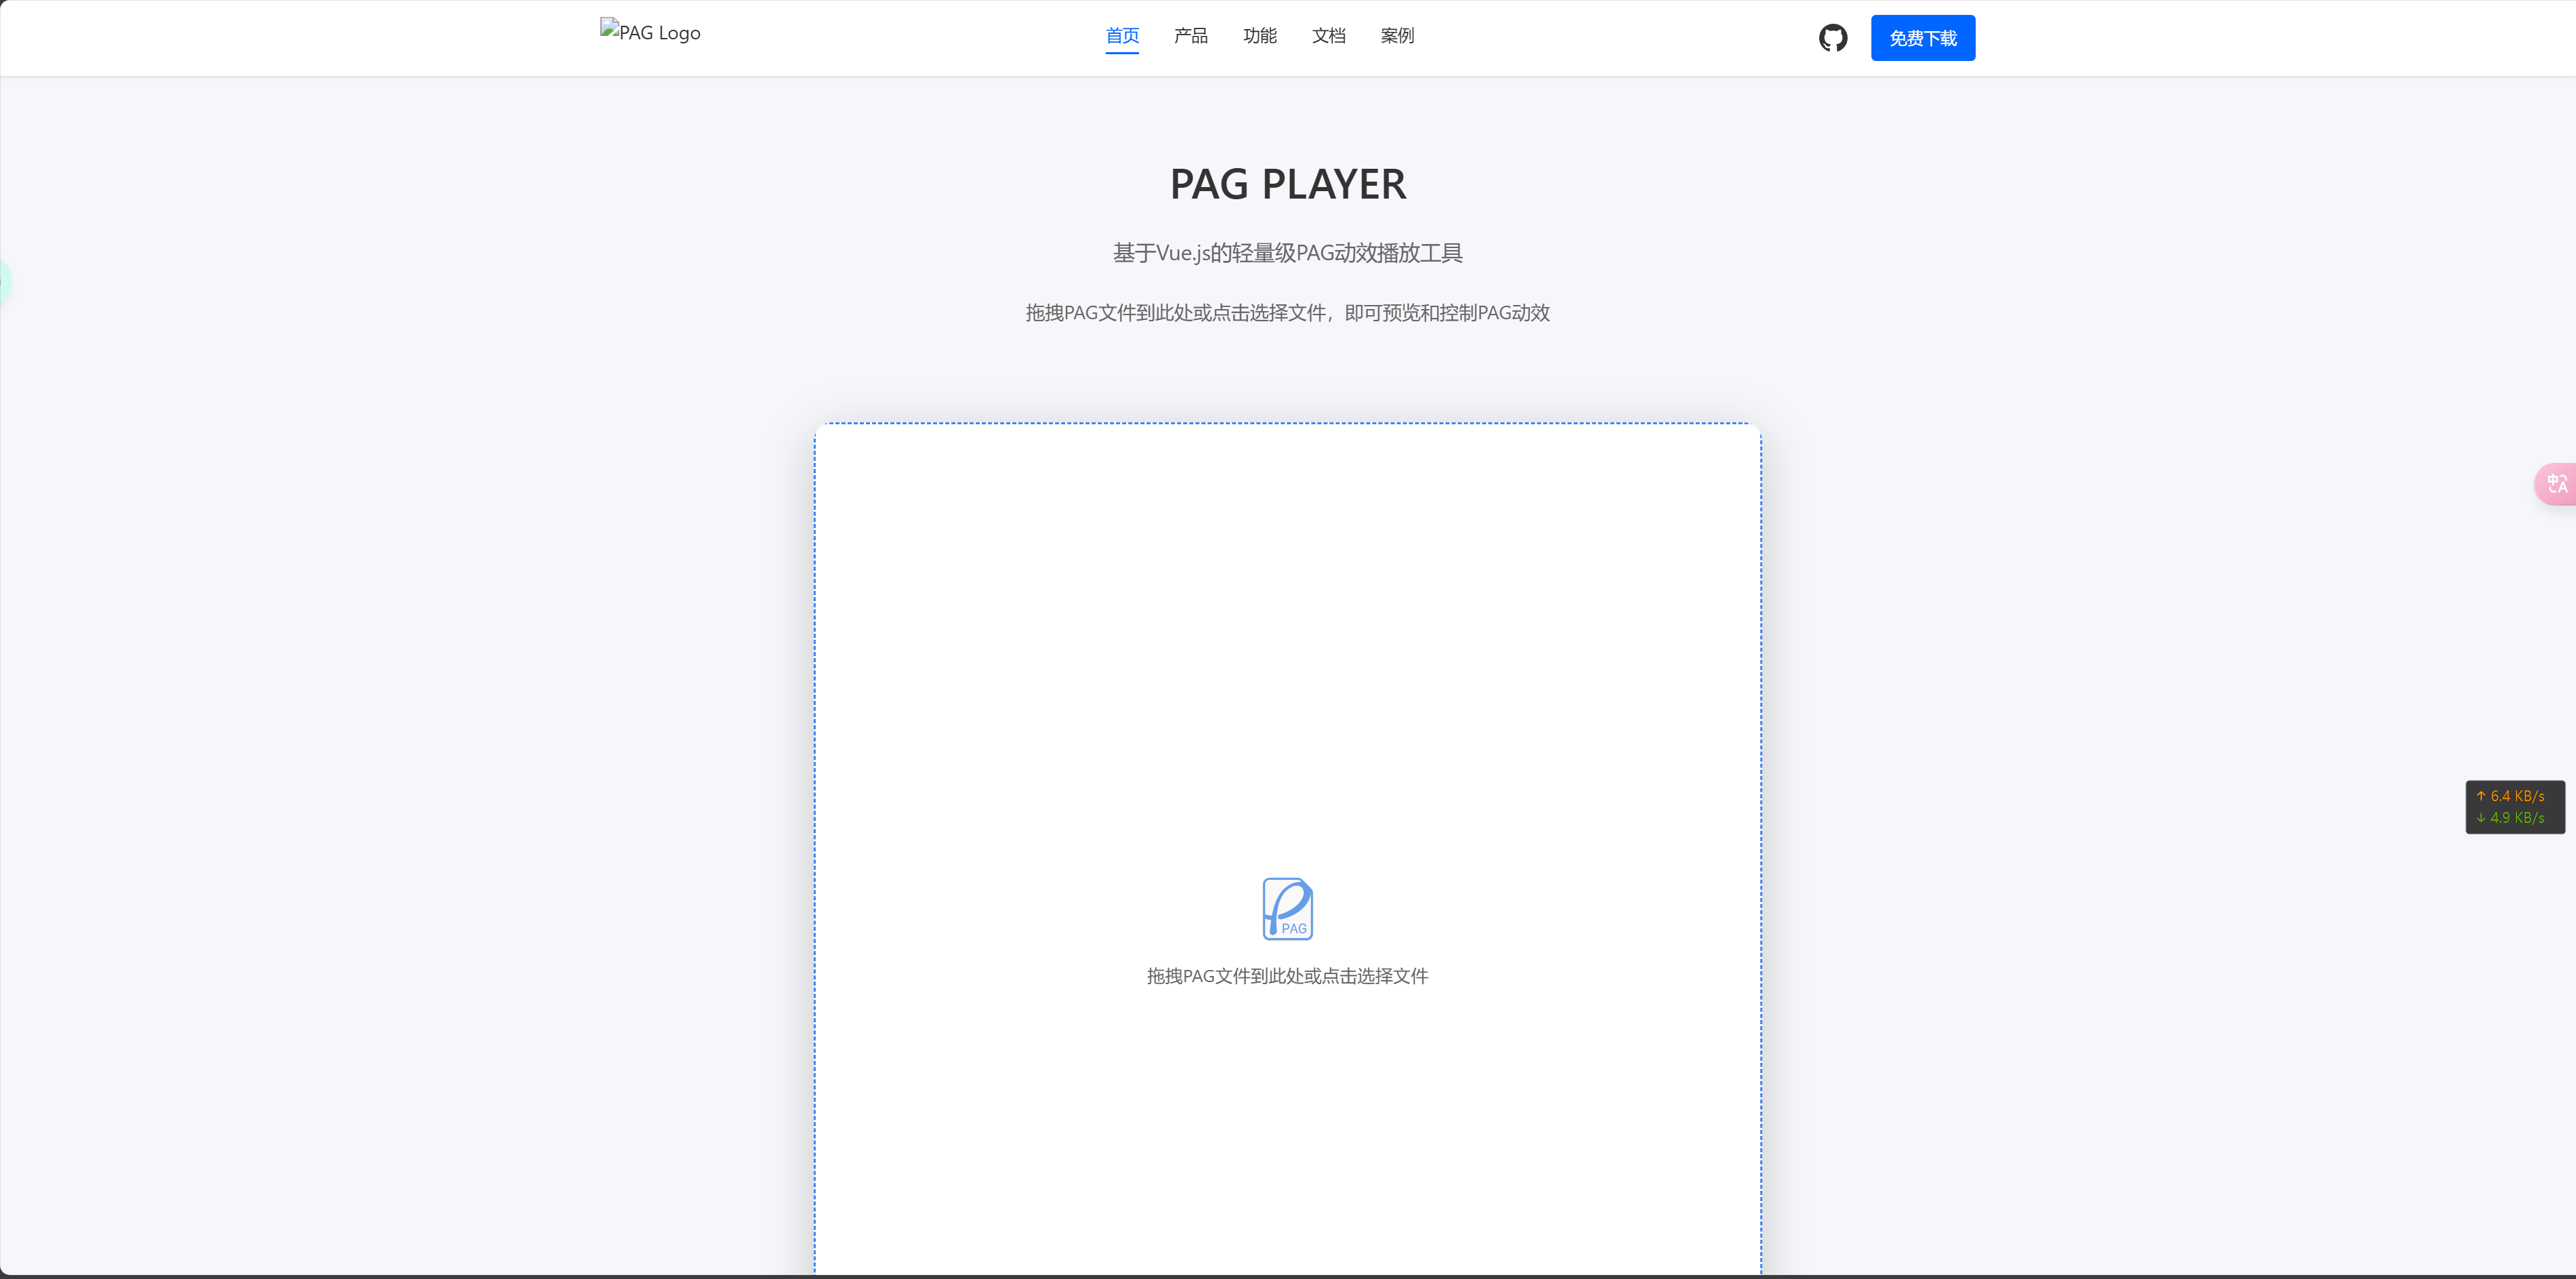 PAG Logo
首页 产品 功能 文档 案例
免费下载
PAG PLAYER
基于Vue.js的轻量级PAG动效播放工具
拖拽PAG文件到此处或点击选择文件，即可预览和控制PAG动效
中A
↑ 6.4 KB/s
↓ 4.9 KB/s
PAG
拖拽PAG文件到此处或点击选择文件